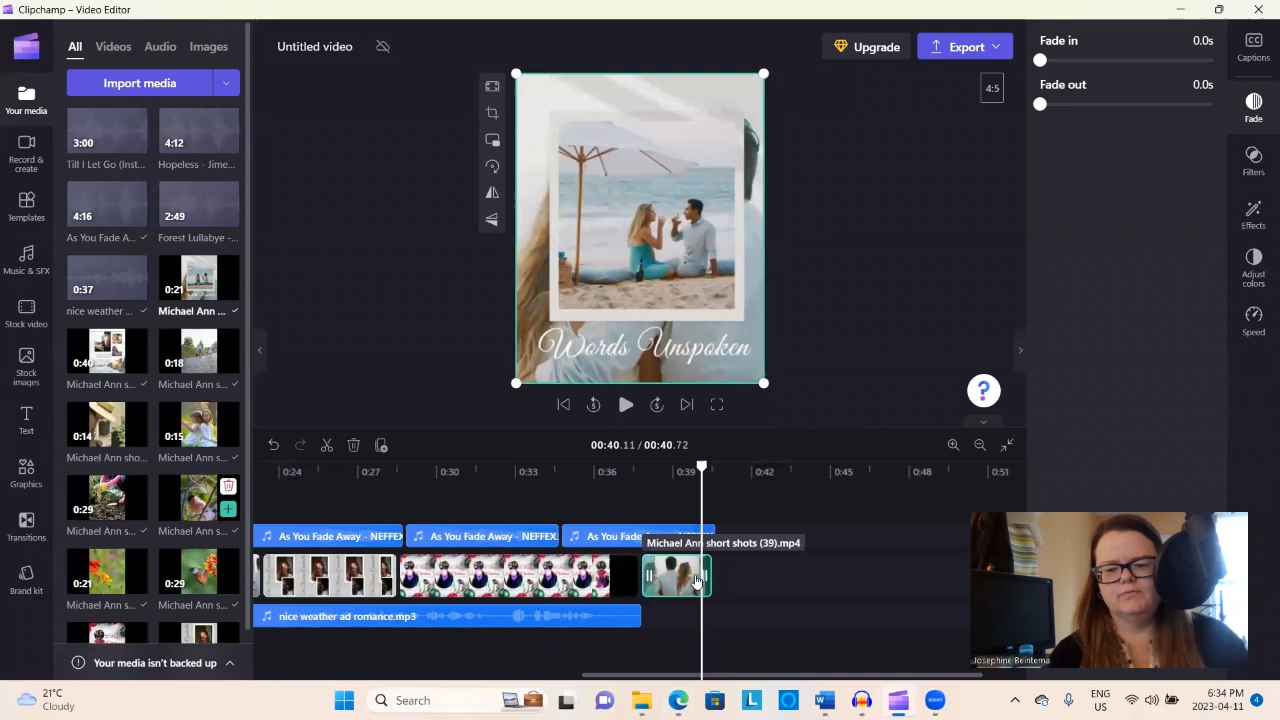 Clipchamp - Video Editor
All Videos Audio Images
Untitled video
Upgrade
Export
Fade in 0.0s
Fade out 0.0s
Captions
Import media
Your media
3:00
4:12
Till I Let Go (Inst...
Hopeless - Jime...
4:5
Fade
Record & create
4:16
2:49
As You Fade A...
Forest Lullabye -...
Filters
Templates
0:37
0:21
nice weather ...
Michael Ann ...
Effects
Music & SFX
0:40
0:18
Michael Ann s...
Michael Ann s...
Adjust colors
Stock video
Words Unspoken
Speed
Stock images
0:14
0:15
Michael Ann sho...
Michael Ann s...
5
5
?
Text
00:40.11 / 00:40.72
0:24 0:27 0:30 0:33 0:36 0:39 0:42 0:45 0:48 0:51
Graphics
0:29
Michael Ann s...
Michael Ann s...
As You Fade Away - NEFFEX
As You Fade Away - NEFFEX.
As You Fade Away - NEFFEX
Michael Ann short shots (39).mp4
Transitions
0:21
0:29
Michael Ann s...
Michael Ann s...
Brand kit
nice weather ad romance.mp3
Your media isn't backed up
Josephine Beintema
21°C
Cloudy
Search
L
W
ENG
US
6:34 PM
2023-04-11
4